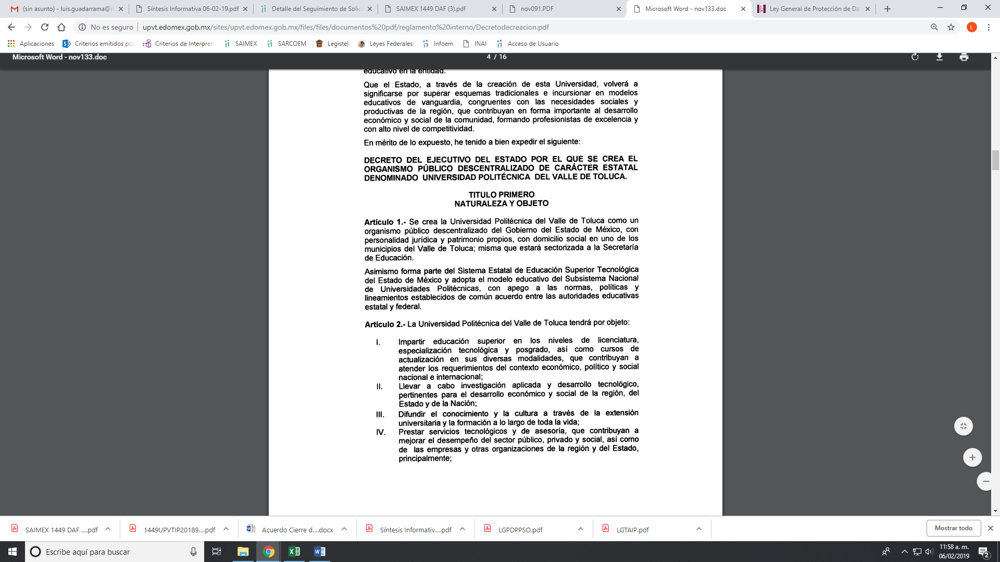 (sin asunto) - luis.guadarrama@it
Síntesis Informativa 06-02-19.pdf
Detalle del Seguimiento de Solici
SAIMEX 1449 DAF (3).pdf
nov091.PDF
Microsoft Word - nov133.doc
Ley General de Protección de Dat
No es seguro
upvt.edomex.gob.mx/sites/upvt.edomex.gob.mx/files/files/documentos%20pdf/reglamento%20interno/Decretodecreacion.pdf
L
Aplicaciones
Criterios emitidos po
Criterios de Interpreta
SAIMEX
SARCOEM
Legistel
Leyes Federales
Infoem
INAI
Acceso de Usuario
Microsoft Word - nov133.doc
4 / 16
educativo en la entidad.
Que el Estado, a través de la creación de esta Universidad, volverá a
significarse por superar esquemas tradicionales e incursionar en modelos
educativos de vanguardia, congruentes con las necesidades sociales y
productivas de la región, que contribuyan en forma importante al desarrollo
económico y social de la comunidad, formando profesionistas de excelencia y
con alto nivel de competitividad.
En mérito de lo expuesto, he tenido a bien expedir el siguiente:
DECRETO DEL EJECUTIVO DEL ESTADO POR EL QUE SE CREA EL
ORGANISMO PÚBLICO DESCENTRALIZADO DE CARÁCTER ESTATAL
DENOMINADO UNIVERSIDAD POLITÉCNICA DEL VALLE DE TOLUCA.
TITULO PRIMERO
NATURALEZA Y OBJETO
Artículo 1.- Se crea la Universidad Politécnica del Valle de Toluca como un
organismo público descentralizado del Gobierno del Estado de México, con
personalidad jurídica y patrimonio propios, con domicilio social en uno de los
municipios del Valle de Toluca; misma que estará sectorizada a la Secretaría
de Educación.
Asimismo forma parte del Sistema Estatal de Educación Superior Tecnológica
del Estado de México y adopta el modelo educativo del Subsistema Nacional
de Universidades Politécnicas, con apego a las normas, políticas y
lineamientos establecidos de común acuerdo entre las autoridades educativas
estatal y federal.
Artículo 2.- La Universidad Politécnica del Valle de Toluca tendrá por objeto:
I. Impartir educación superior en los niveles de licenciatura,
especialización tecnológica y posgrado, así como cursos de
actualización en sus diversas modalidades, que contribuyan a
atender los requerimientos del contexto económico, político y social
nacional e internacional;
II. Llevar a cabo investigación aplicada y desarrollo tecnológico,
pertinentes para el desarrollo económico y social de la región, del
Estado y de la Nación;
III. Difundir el conocimiento y la cultura a través de la extensión
universitaria y la formación a lo largo de toda la vida;
IV. Prestar servicios tecnológicos y de asesoría, que contribuyan a
mejorar el desempeño del sector público, privado y social, así como
de las empresas y otras organizaciones de la región y del Estado,
principalmente;
SAIMEX 1449 DAF ....pdf
1449UPVTIP20189....pdf
Acuerdo Cierre d....docx
Síntesis Informativ....pdf
LGPDPPSO.pdf
LGTAIP.pdf
Mostrar todo
Escribe aquí para buscar
11:58 a. m.
06/02/2019
2